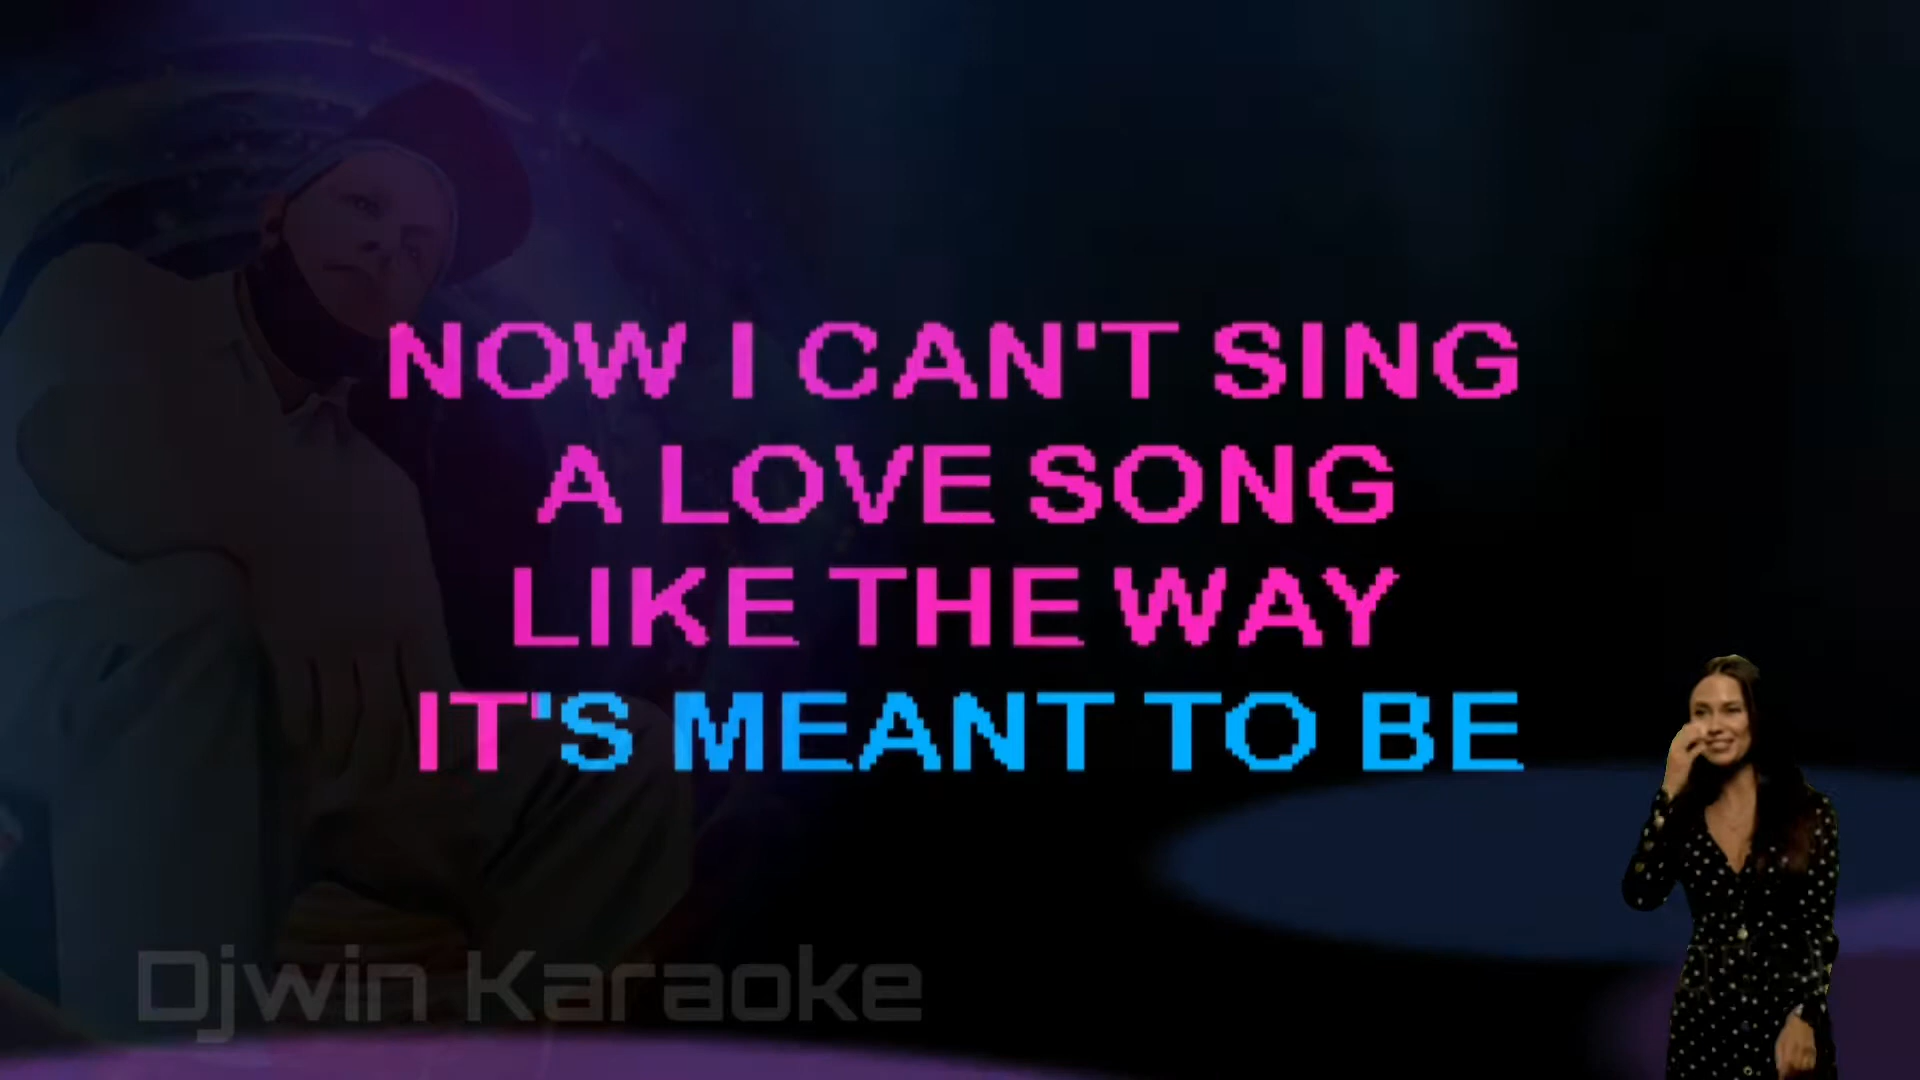 NOW I CAN'T SING
A LOVE SONG
LIKE THE WAY
IT'S MEANT TO BE
Djwin Karaoke